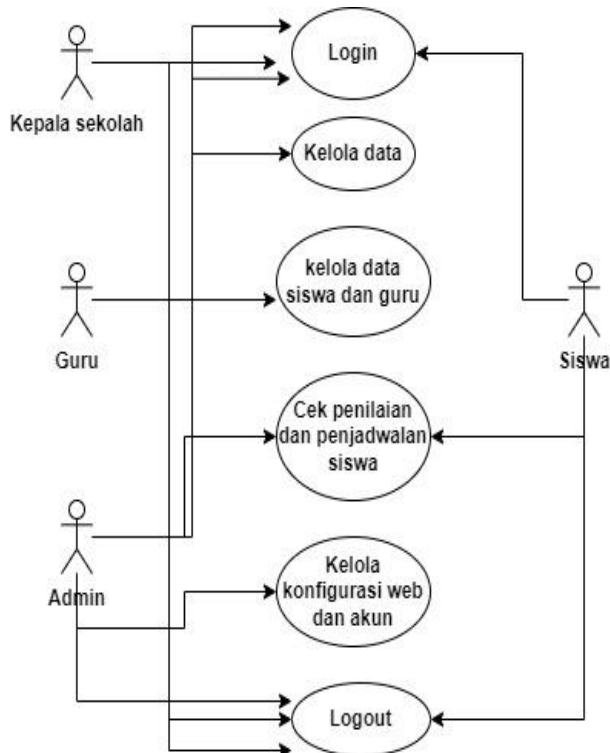 Login
Kepala sekolah
Kelola data
kelola data
siswa dan guru
Guru
Siswa
Cek penilaian
dan penjadwalan
siswa
Admin
Kelola
konfigurasi web
dan akun
Logout